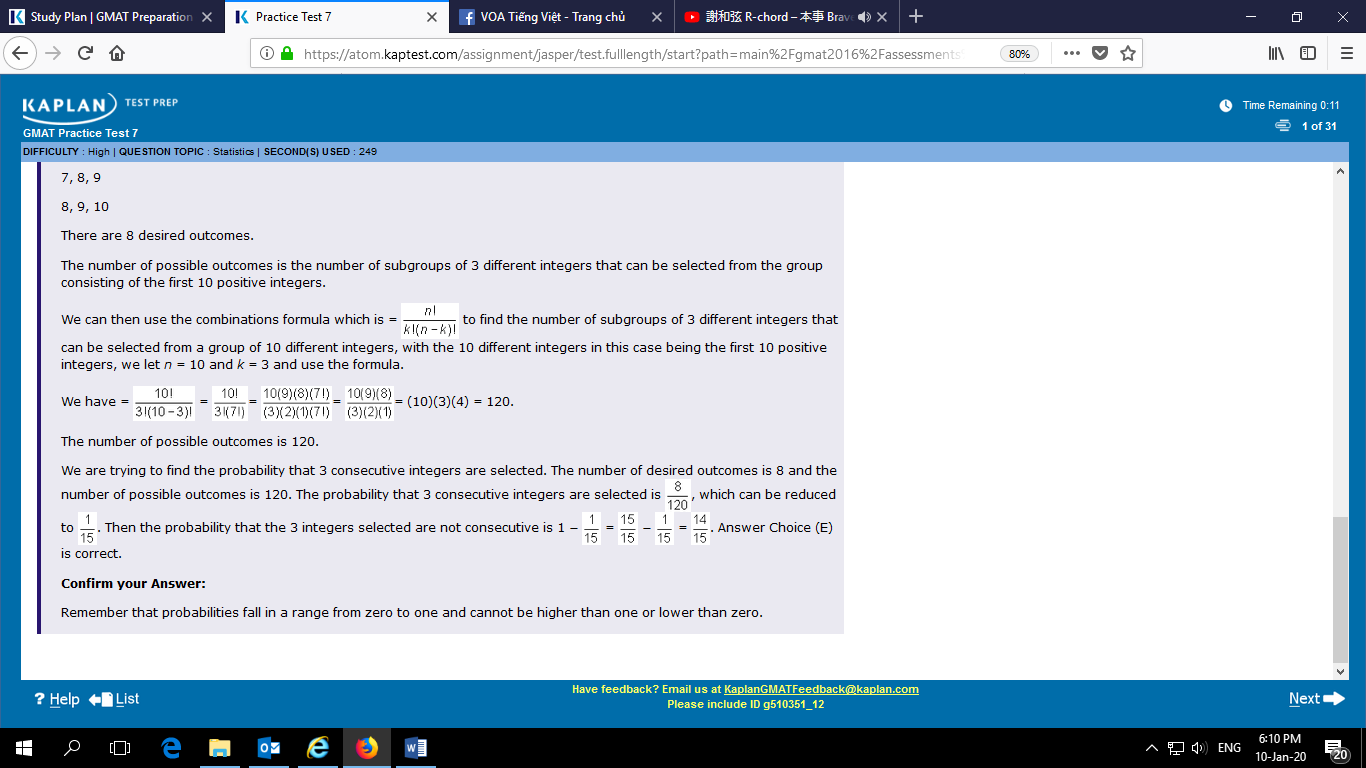 Study Plan | GMAT Preparation
Practice Test 7
VOA Tiếng Việt - Trang chủ
謝和弦 R-chord – 本事 Brav
https://atom.kaptest.com/assignment/jasper/test.fulllength/start?path=main%2Fgmat2016%2Fassessments
80%
KAPLAN TEST PREP
Time Remaining 0:11
GMAT Practice Test 7
1 of 31
DIFFICULTY : High | QUESTION TOPIC : Statistics | SECOND(S) USED : 249
7, 8, 9
8, 9, 10
There are 8 desired outcomes.
The number of possible outcomes is the number of subgroups of 3 different integers that can be selected from the group
consisting of the first 10 positive integers.
We can then use the combinations formula which is = n!/k!(n−k)! to find the number of subgroups of 3 different integers that
can be selected from a group of 10 different integers, with the 10 different integers in this case being the first 10 positive
integers, we let n = 10 and k = 3 and use the formula.
We have = 10!/3!(10−3)! = 10!/3!(7!) = 10(9)(8)(7!)/(3)(2)(1)(7!) = 10(9)(8)/(3)(2)(1) = (10)(3)(4) = 120.
The number of possible outcomes is 120.
We are trying to find the probability that 3 consecutive integers are selected. The number of desired outcomes is 8 and the
number of possible outcomes is 120. The probability that 3 consecutive integers are selected is 8/120, which can be reduced
to 1/15. Then the probability that the 3 integers selected are not consecutive is 1 − 1/15 = 15/15 − 1/15 = 14/15. Answer Choice (E)
is correct.
Confirm your Answer:
Remember that probabilities fall in a range from zero to one and cannot be higher than one or lower than zero.
? Help
List
Have feedback? Email us at KaplanGMATFeedback@kaplan.com
Please include ID g510351_12
Next
ENG
6:10 PM
10-Jan-20
20